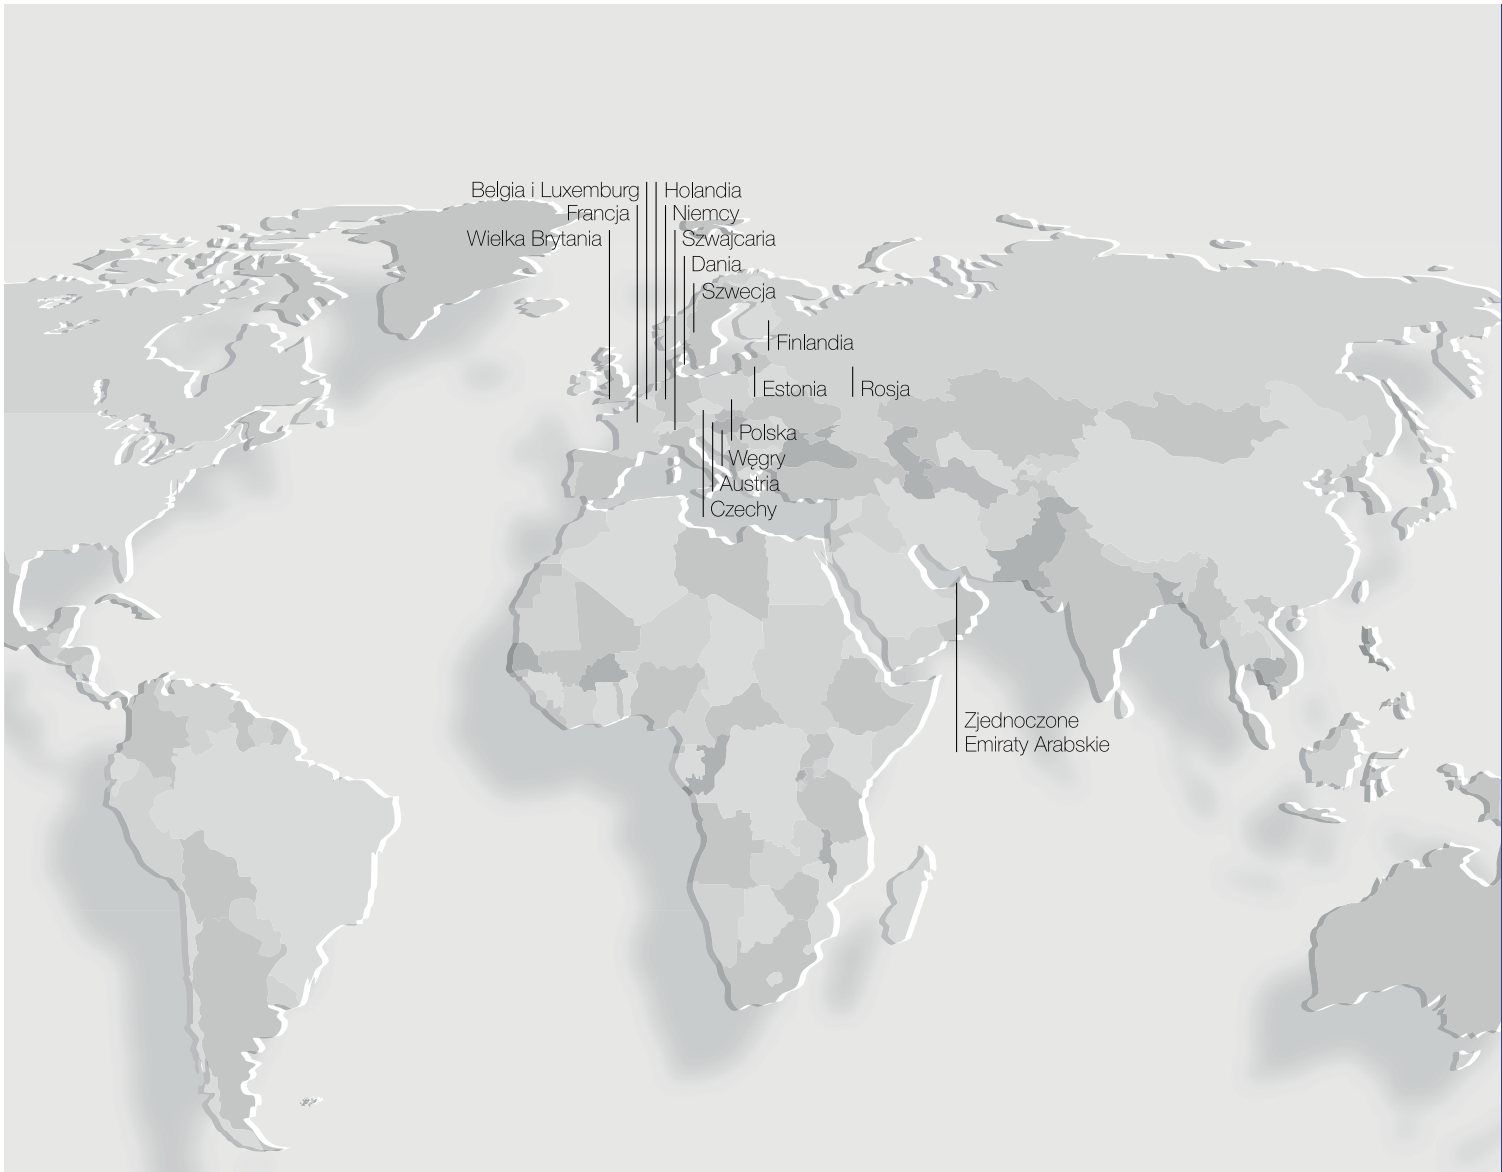 Belgia i Luxemburg
Holandia
Francja
Niemcy
Wielka Brytania
Szwajcaria
Dania
Szwecja
Finlandia
Estonia
Rosja
Polska
Węgry
Austria
Czechy
Zjednoczone
Emiraty Arabskie